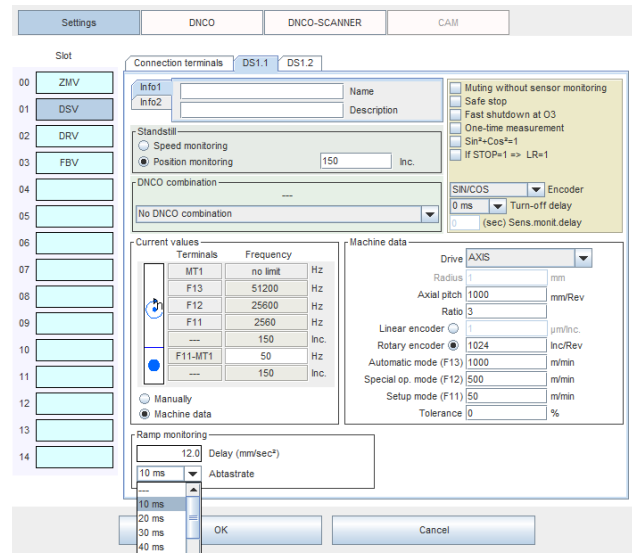 Settings
DNCO
DNCO-SCANNER
CAM
Slot
00 ZMV
01 DSV
02 DRV
03 FBV
04
05
06
07
08
09
10
11
12
13
14
Connection terminals DS1.1 DS1.2
Info1 Name
Info2 Description
Muting without sensor monitoring
Safe stop
Fast shutdown at O3
One-time measurement
Sin²+Cos²=1
If STOP=1 => LR=1
SIN/COS Encoder
0 ms Turn-off delay
0 (sec) Sens.monit.delay
Standstill
Speed monitoring
Position monitoring 150 Inc.
DNCO combination
---
No DNCO combination
Current values
Terminals Frequency
MT1 no limit Hz
F13 51200 Hz
F12 25600 Hz
F11 2560 Hz
--- 150 Inc.
F11-MT1 50 Hz
--- 150 Inc.
Manually
Machine data
Machine data
Drive AXIS
Radius 1 mm
Axial pitch 1000 mm/Rev
Ratio 3
Linear encoder 1 µm/Inc.
Rotary encoder 1024 Inc/Rev
Automatic mode (F13) 1000 m/min
Special op. mode (F12) 500 m/min
Setup mode (F11) 50 m/min
Tolerance 0 %
Ramp monitoring
12.0 Delay (mm/sec²)
10 ms Abtastrate
---
10 ms
20 ms
30 ms
40 ms
OK
Cancel